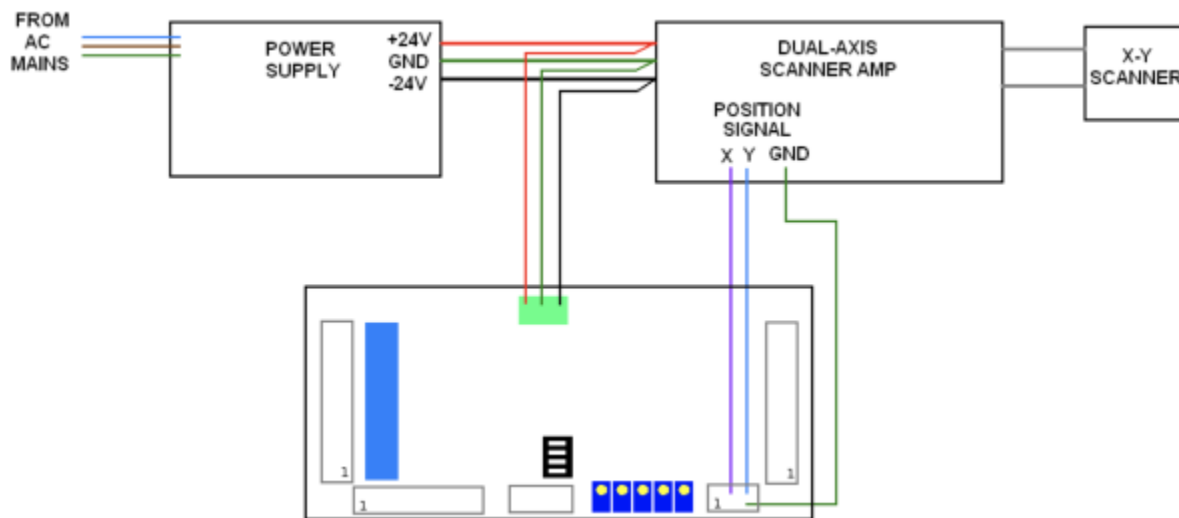 FROM
AC
MAINS
POWER
SUPPLY
+24V
GND
-24V
DUAL-AXIS
SCANNER AMP
POSITION
SIGNAL
X Y GND
X-Y
SCANNER
1
1
1
1